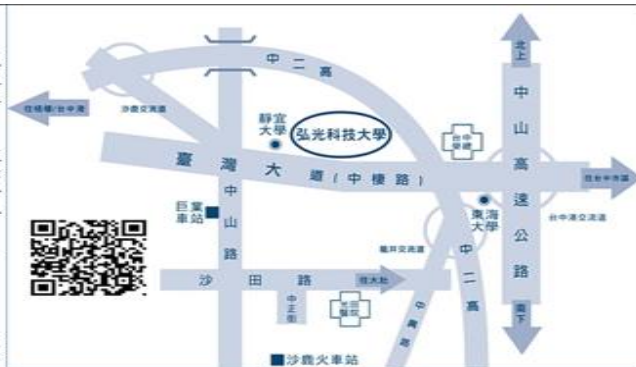 北上
中二高
中山高速公路
往梧棲/台中港
沙鹿交流道
靜宜
大學
弘光科技大學
台中
榮總
臺灣大道(中棲路)
往台中市區
巨業
車站
中山路
東海
大學
台中港交流道
龍井交流道
中二高
沙田路
往大肚
中正街
光田
醫院
南下
沙鹿火車站